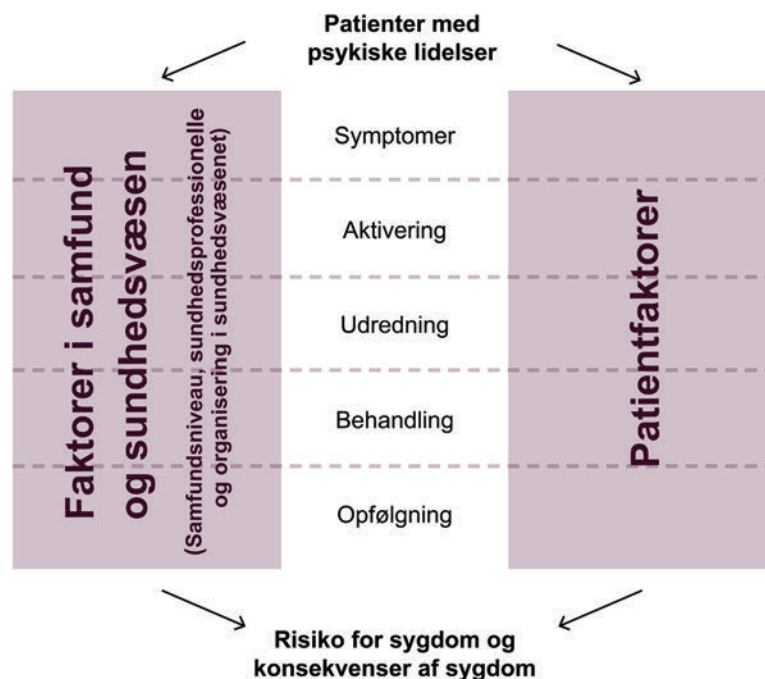 Patienter med
psykiske lidelser
Faktorer i samfund
og sundhedsvæsen
(Samfundsniveau, sundhedsprofessionelle
og organisering i sundhedsvæsenet)
Symptomer
Aktivering
Udredning
Behandling
Opfølgning
Patientfaktorer
Risiko for sygdom og
konsekvenser af sygdom